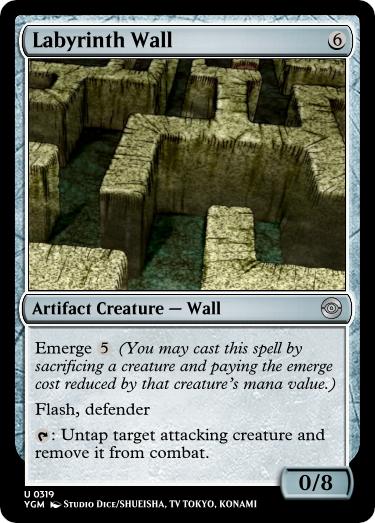 Labyrinth Wall 6
Artifact Creature — Wall
Emerge 5 (You may cast this spell by
sacrificing a creature and paying the emerge
cost reduced by that creature's mana value.)
Flash, defender
: Untap target attacking creature and
remove it from combat.
0/8
U 0319
YGM Studio Dice/SHUEISHA, TV TOKYO, KONAMI